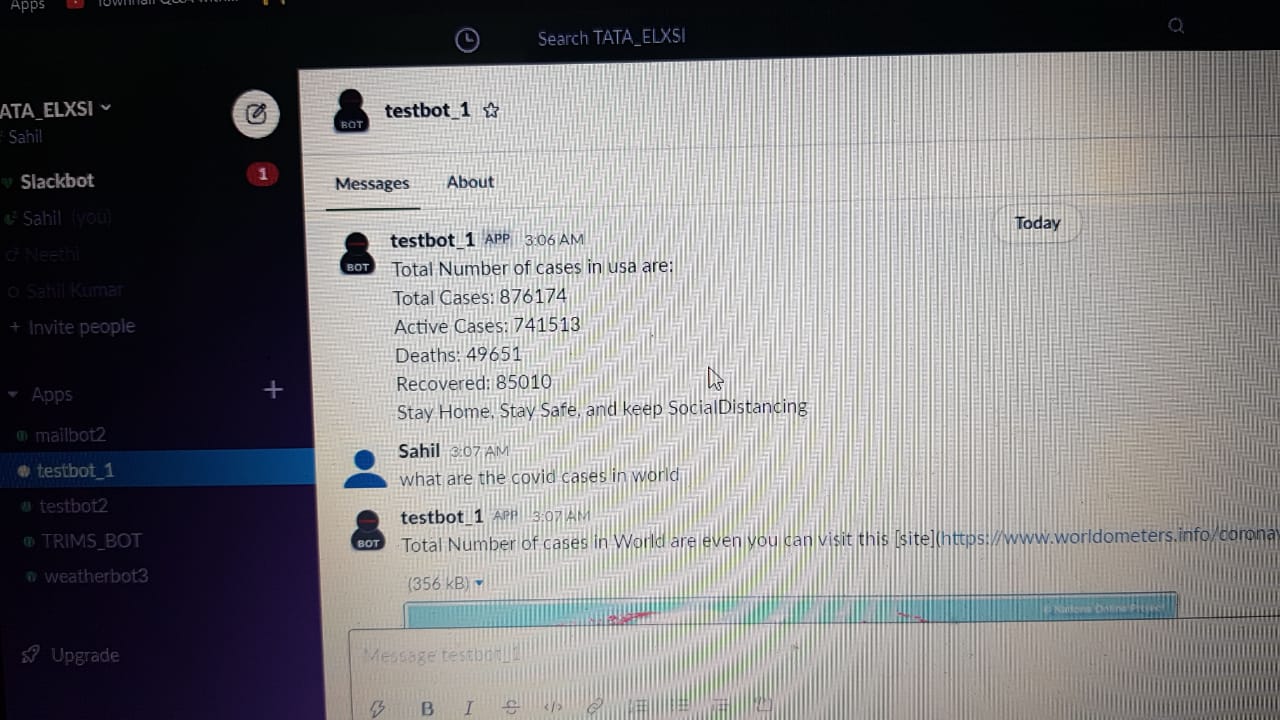 Apps
Search TATA_ELXSI
ATA_ELXSI
Sahil
Slackbot
1
Sahil (you)
Neethi
Sahil Kumar
+ Invite people
Apps
+
mailbot2
testbot_1
testbot2
TRIMS_BOT
weatherbot3
Upgrade
BOT
testbot_1
Messages
About
Today
BOT
testbot_1 APP 3:06 AM
Total Number of cases in usa are:
Total Cases: 876174
Active Cases: 741513
Deaths: 49651
Recovered: 85010
Stay Home, Stay Safe, and keep SocialDistancing
Sahil 3:07 AM
what are the covid cases in world
BOT
testbot_1 APP 3:07 AM
Total Number of cases in World are even you can visit this [site](https://www.worldometers.info/corona
(356 kB)
© Nations Online Project
Message testbot_1
B I S </>